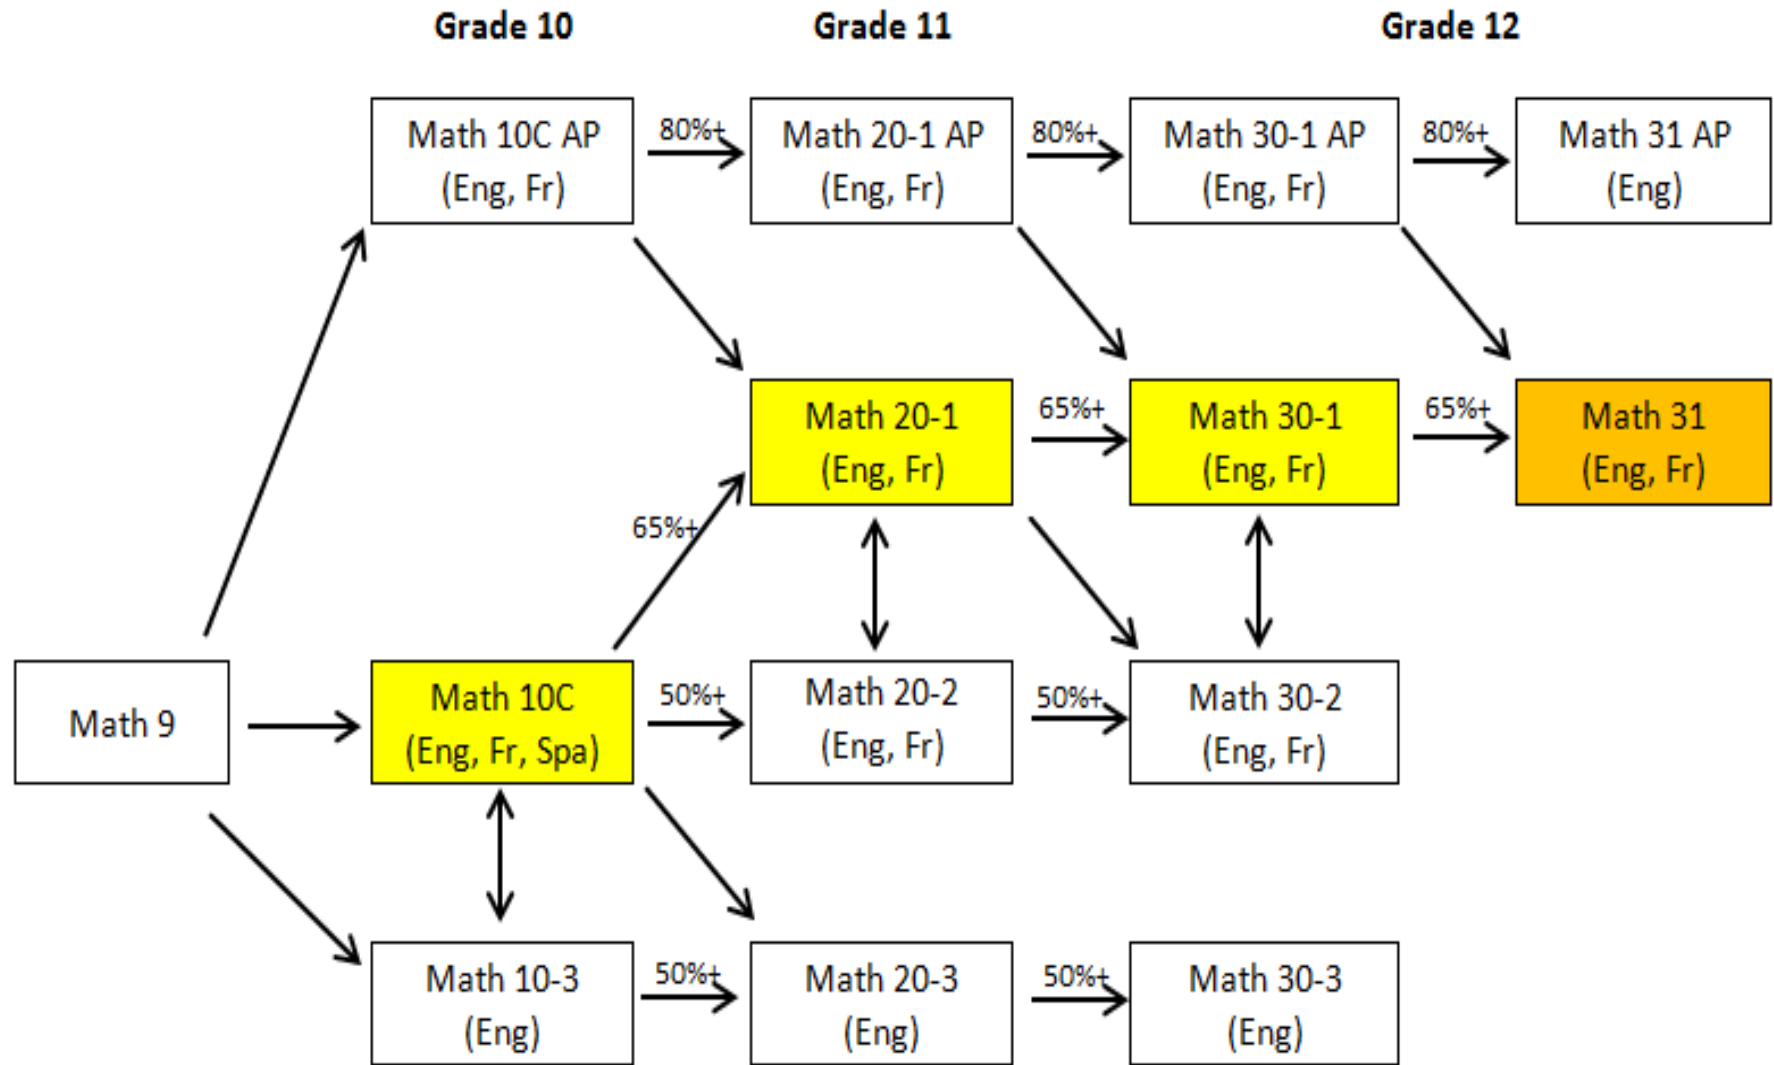 Grade 10
Grade 11
Grade 12
Math 10C AP
(Eng, Fr)
80%+
Math 20-1 AP
(Eng, Fr)
80%+
Math 30-1 AP
(Eng, Fr)
80%+
Math 31 AP
(Eng)
Math 20-1
(Eng, Fr)
65%+
Math 30-1
(Eng, Fr)
65%+
Math 31
(Eng, Fr)
65%+
Math 9
Math 10C
(Eng, Fr, Spa)
50%+
Math 20-2
(Eng, Fr)
50%+
Math 30-2
(Eng, Fr)
Math 10-3
(Eng)
50%+
Math 20-3
(Eng)
50%+
Math 30-3
(Eng)